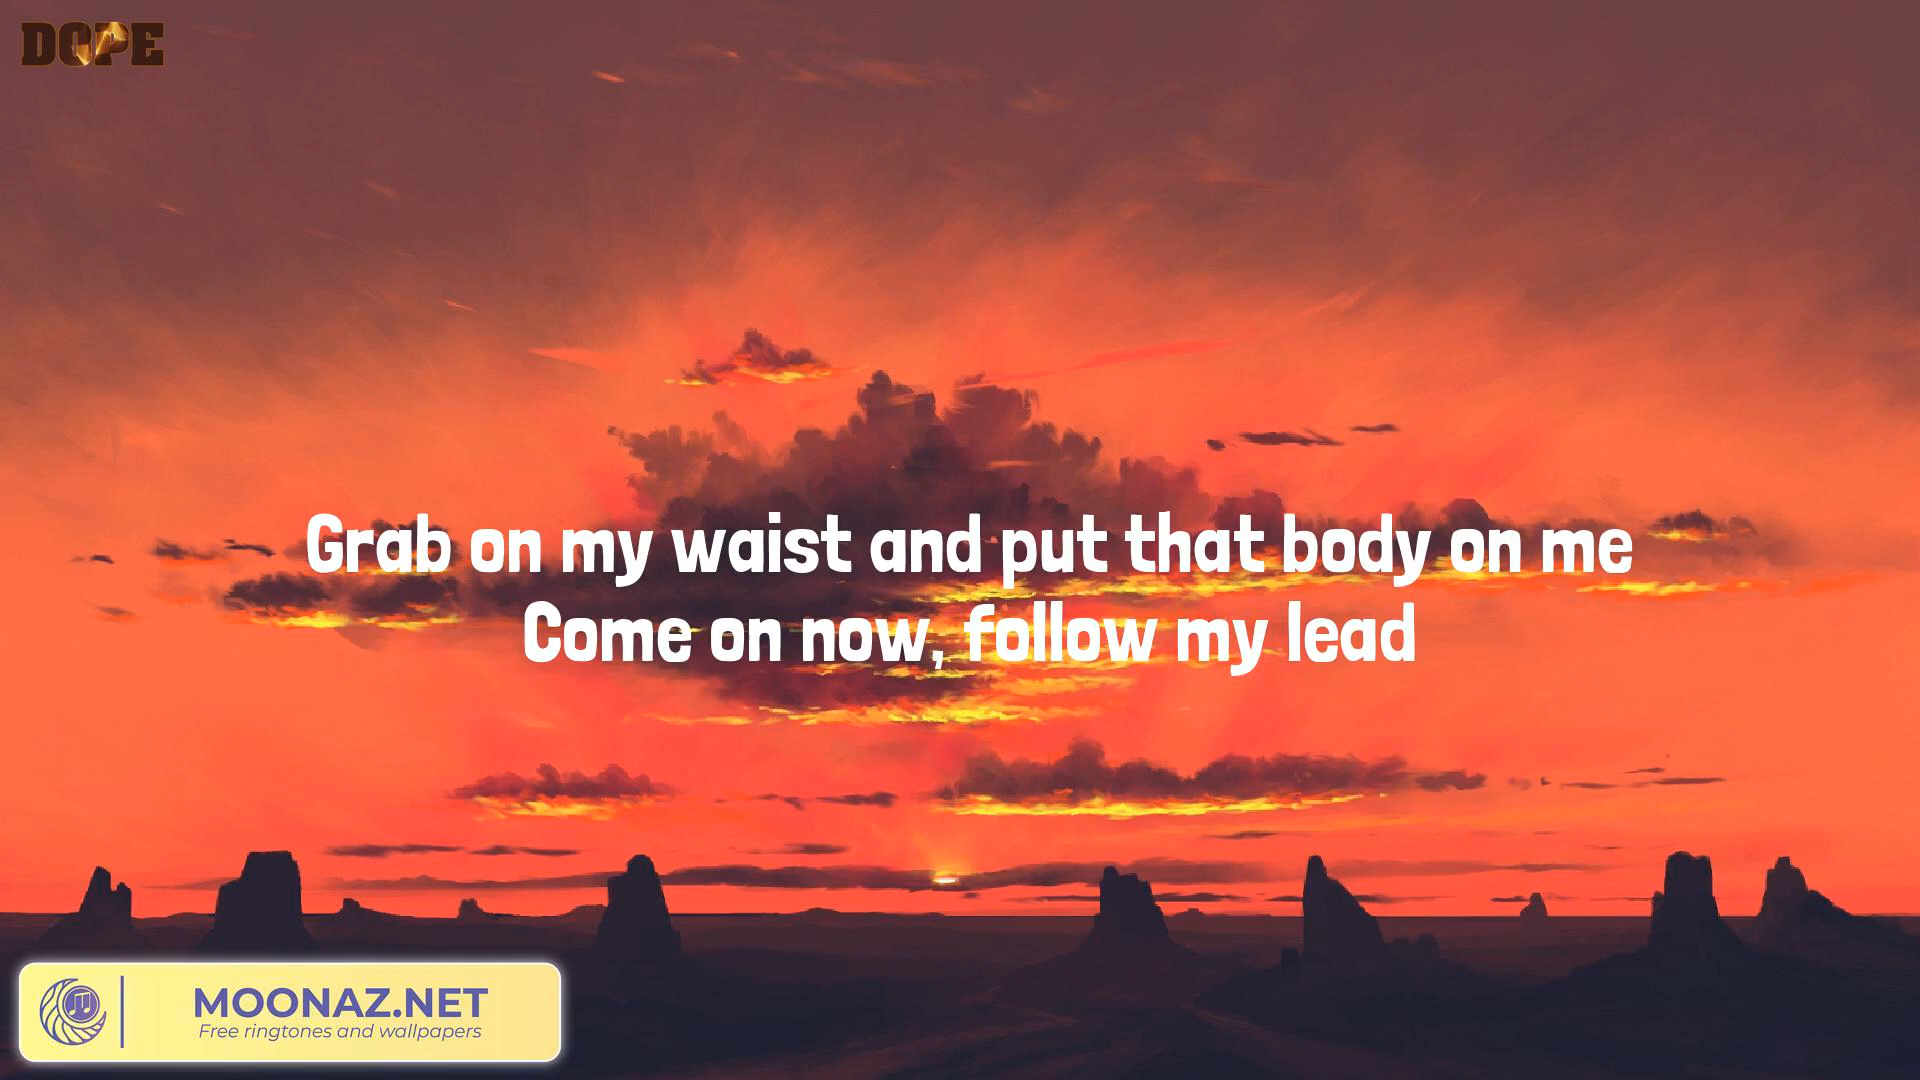 DOPE
Grab on my waist and put that body on me
Come on now, follow my lead
MOONAZ.NET
Free ringtones and wallpapers